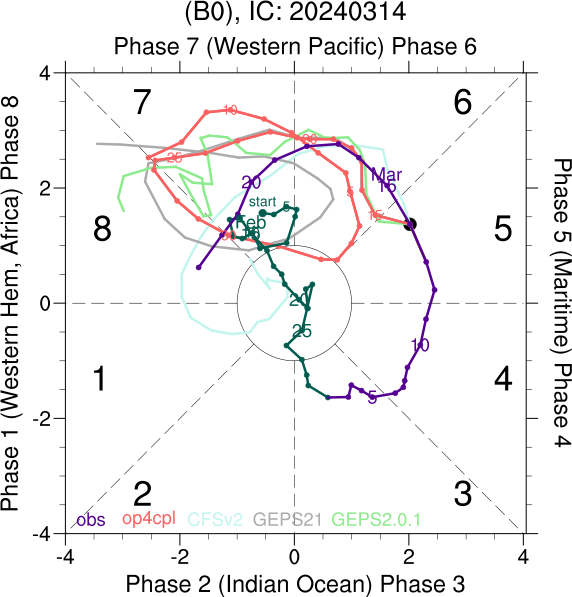 (B0), IC: 20240314
Phase 7 (Western Pacific) Phase 6
4
2
0
-2
-4
-4
-2
0
2
4
7
6
8
5
1
4
2
3
10
25
20
Mar
15
15
20
start
5
Feb
20
25
10
5
obs
op4cpl
CFSv2
GEPS21
GEPS2.0.1
Phase 1 (Western Hem, Africa) Phase 8
Phase 5 (Maritime) Phase 4
Phase 2 (Indian Ocean) Phase 3